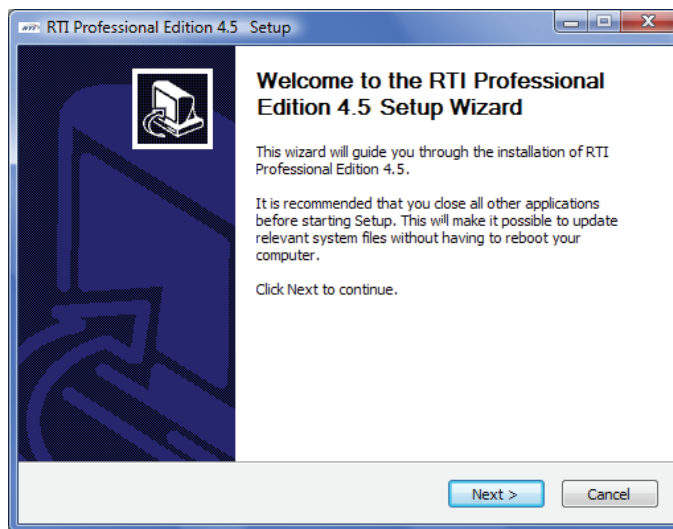 RTI Professional Edition 4.5 Setup
Welcome to the RTI Professional
Edition 4.5 Setup Wizard
This wizard will guide you through the installation of RTI
Professional Edition 4.5.
It is recommended that you close all other applications
before starting Setup. This will make it possible to update
relevant system files without having to reboot your
computer.
Click Next to continue.
Next >
Cancel